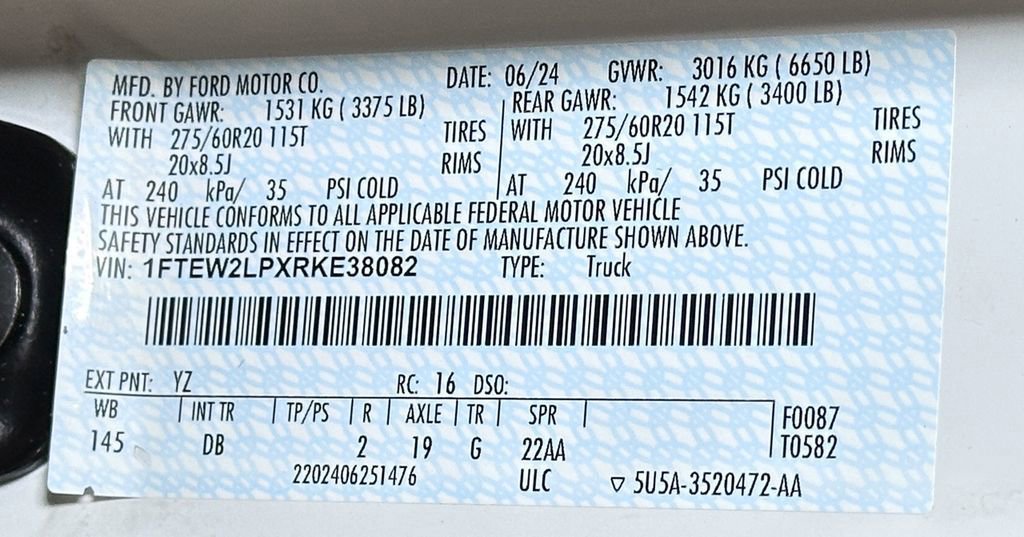 MFD. BY FORD MOTOR CO. DATE: 06/24 GVWR: 3016 KG ( 6650 LB)
FRONT GAWR: 1531 KG ( 3375 LB) REAR GAWR: 1542 KG ( 3400 LB)
WITH 275/60R20 115T TIRES WITH 275/60R20 115T TIRES
20x8.5J RIMS 20x8.5J RIMS
AT 240 kPa/ 35 PSI COLD AT 240 kPa/ 35 PSI COLD
THIS VEHICLE CONFORMS TO ALL APPLICABLE FEDERAL MOTOR VEHICLE
SAFETY STANDARDS IN EFFECT ON THE DATE OF MANUFACTURE SHOWN ABOVE.
VIN: 1FTEW2LPXRKE38082 TYPE: Truck
EXT PNT: YZ RC: 16 DSO:
WB INT TR TP/PS R AXLE TR SPR F0087
145 DB 2 19 G 22AA T0582
2202406251476 ULC ▽ 5U5A-3520472-AA